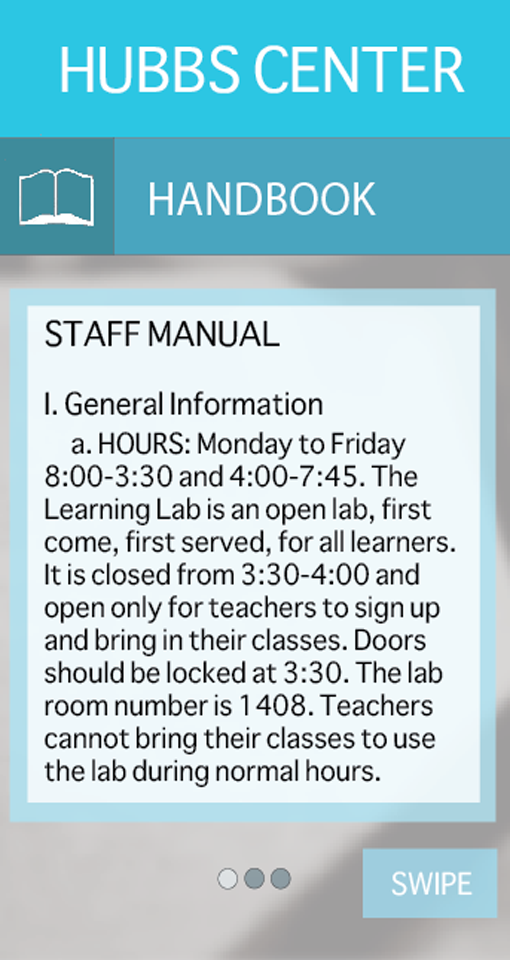 HUBBS CENTER
HANDBOOK
STAFF MANUAL
I. General Information
a. HOURS: Monday to Friday
8:00-3:30 and 4:00-7:45. The
Learning Lab is an open lab, first
come, first served, for all learners.
It is closed from 3:30-4:00 and
open only for teachers to sign up
and bring in their classes. Doors
should be locked at 3:30. The lab
room number is 1408. Teachers
cannot bring their classes to use
the lab during normal hours.
SWIPE